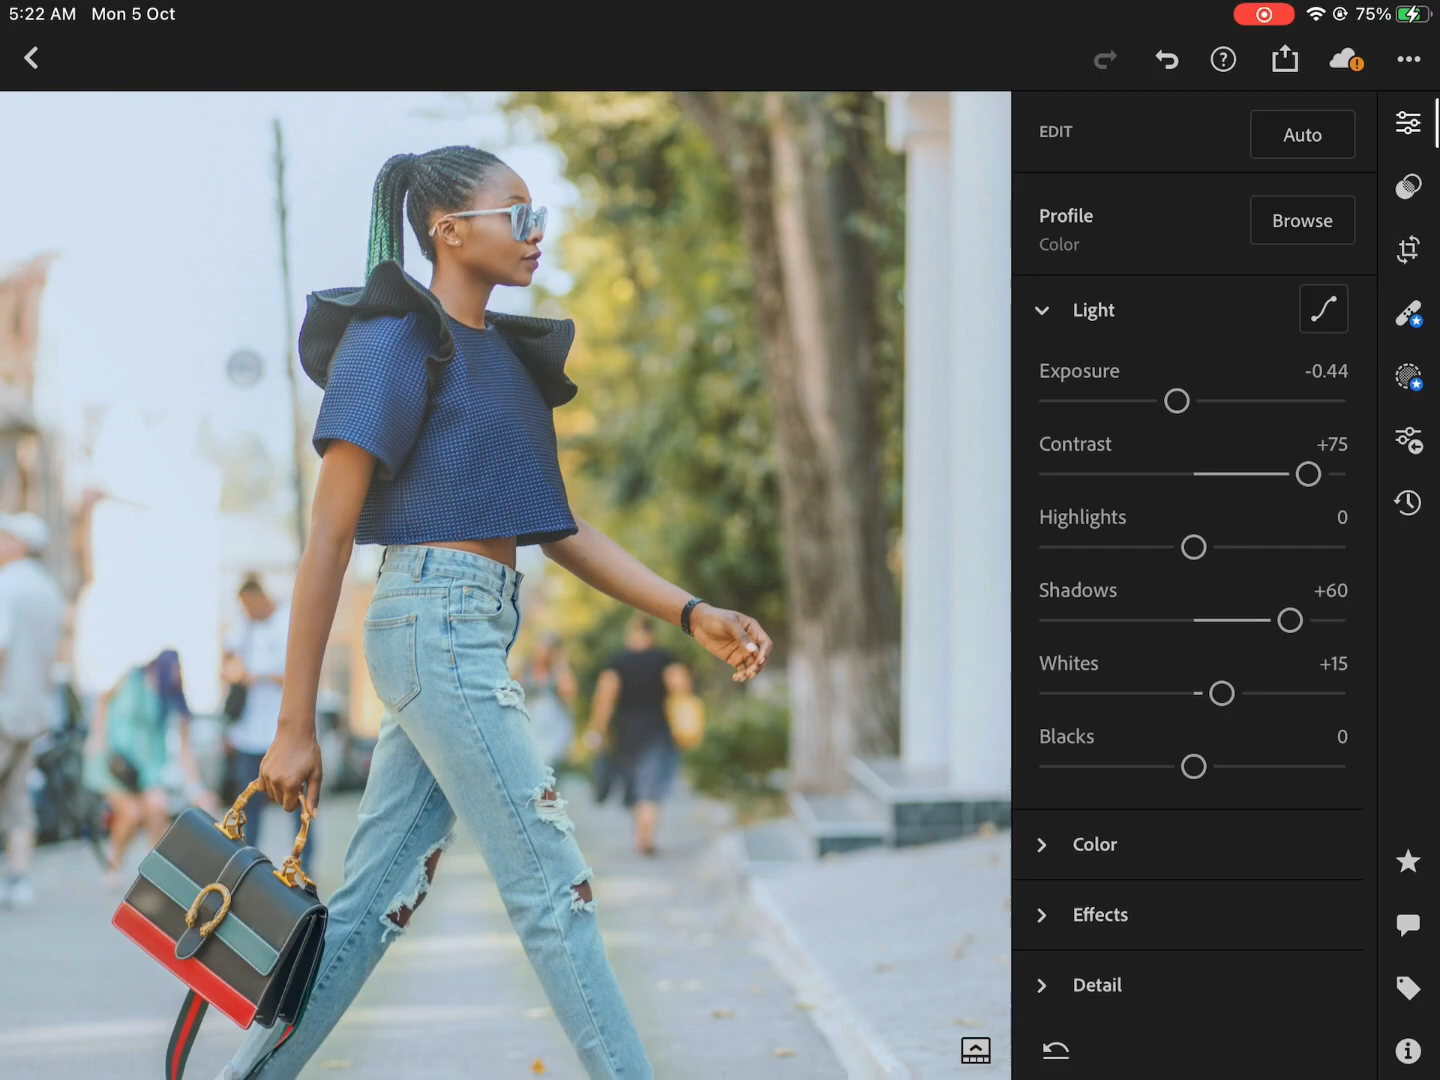 5:22 AM Mon 5 Oct 75%
EDIT Auto
Profile Browse
Color
Light
Exposure -0.44
Contrast +75
Highlights 0
Shadows +60
Whites +15
Blacks 0
Color
Effects
Detail